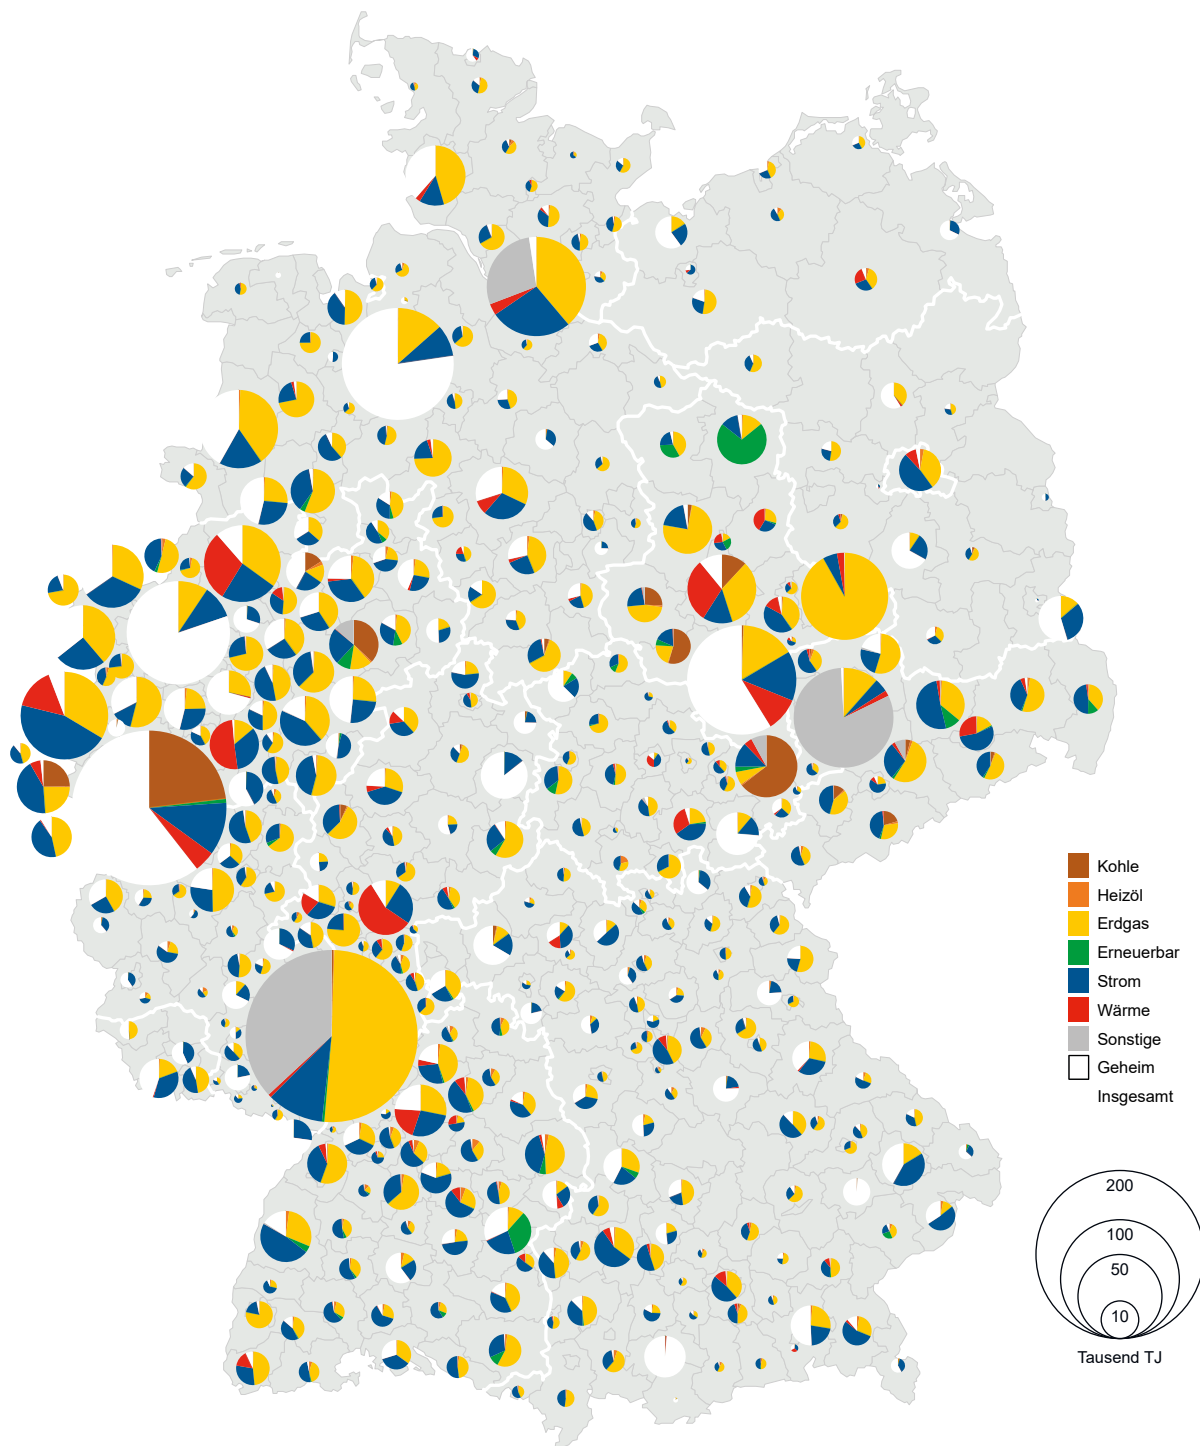 Kohle
Heizöl
Erdgas
Erneuerbar
Strom
Wärme
Sonstige
Geheim
Insgesamt
200
100
50
10
Tausend TJ